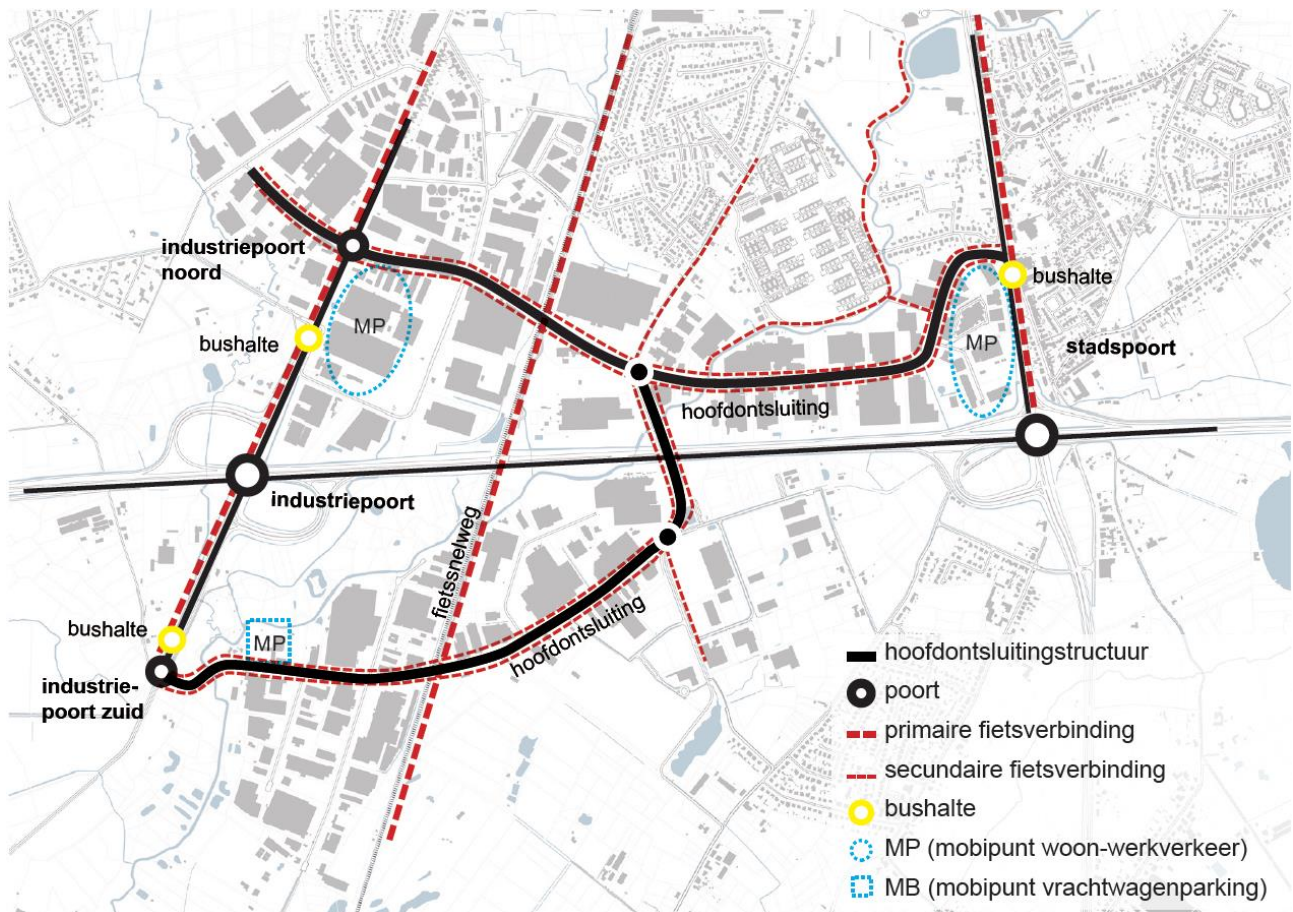 industriepoort
noord
MP
bushalte
bushalte
MP
stadspoort
hoofdontsluiting
industriepoort
fietssnelweg
bushalte
MP
hoofdontsluiting
industrie-
poort zuid
hoofdontsluitingstructuur
poort
primaire fietsverbinding
secundaire fietsverbinding
bushalte
MP (mobipunt woon-werkverkeer)
MB (mobipunt vrachtwagenparking)